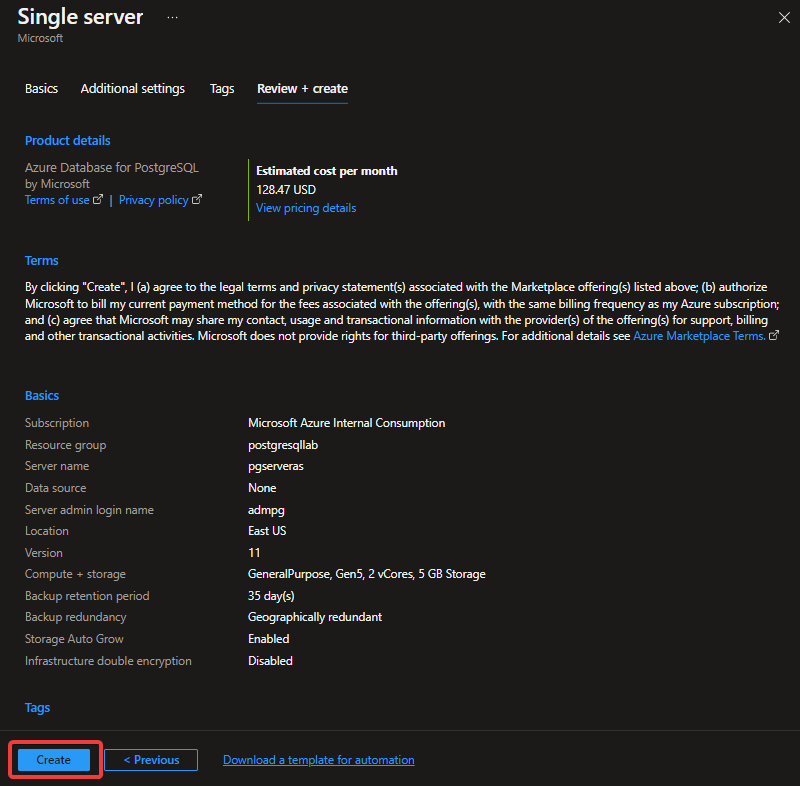 Single server ...
Microsoft
Basics Additional settings Tags Review + create
Product details
Azure Database for PostgreSQL
by Microsoft
Terms of use | Privacy policy
Estimated cost per month
128.47 USD
View pricing details
Terms
By clicking "Create", I (a) agree to the legal terms and privacy statement(s) associated with the Marketplace offering(s) listed above; (b) authorize
Microsoft to bill my current payment method for the fees associated with the offering(s), with the same billing frequency as my Azure subscription;
and (c) agree that Microsoft may share my contact, usage and transactional information with the provider(s) of the offering(s) for support, billing
and other transactional activities. Microsoft does not provide rights for third-party offerings. For additional details see Azure Marketplace Terms.
Basics
Subscription Microsoft Azure Internal Consumption
Resource group postgresqllab
Server name pgserveras
Data source None
Server admin login name admpg
Location East US
Version 11
Compute + storage GeneralPurpose, Gen5, 2 vCores, 5 GB Storage
Backup retention period 35 day(s)
Backup redundancy Geographically redundant
Storage Auto Grow Enabled
Infrastructure double encryption Disabled
Tags
Create < Previous Download a template for automation